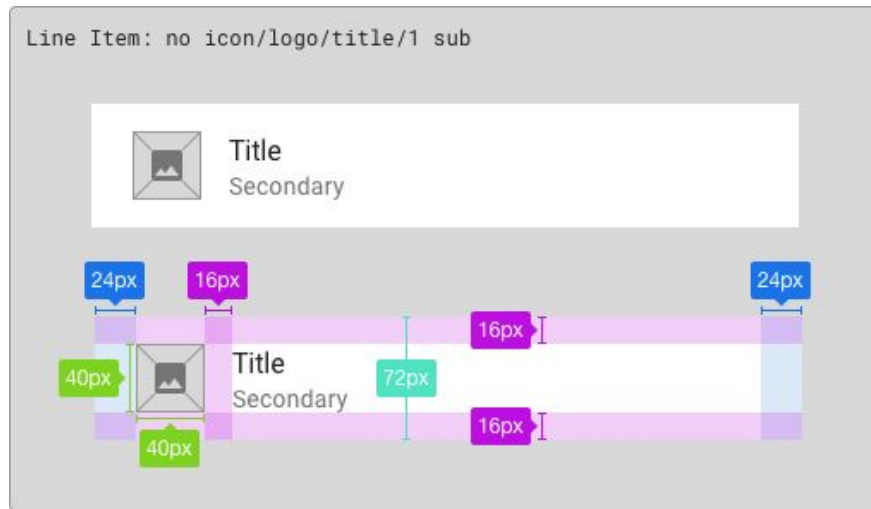 Line Item: no icon/logo/title/1 sub
Title
Secondary
24px
16px
24px
16px
Title
40px
72px
Secondary
16px
40px